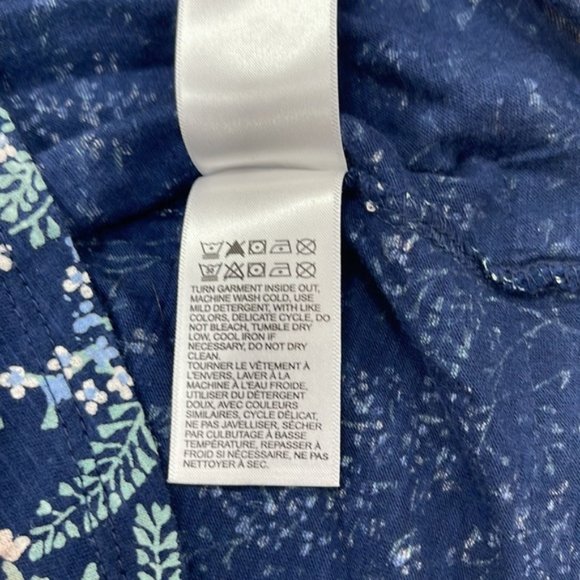 TURN GARMENT INSIDE OUT,
MACHINE WASH COLD, USE
MILD DETERGENT, WITH LIKE
COLORS, DELICATE CYCLE, DO
NOT BLEACH, TUMBLE DRY
LOW, COOL IRON IF
NECESSARY, DO NOT DRY
CLEAN.
TOURNER LE VÊTEMENT À
L'ENVERS, LAVER À LA
MACHINE À L'EAU FROIDE,
UTILISER DU DÉTERGENT
DOUX, AVEC COULEURS
SIMILAIRES, CYCLE DÉLICAT,
NE PAS JAVELLISER, SÉCHER
PAR CULBUTAGE À BASSE
TEMPÉRATURE, REPASSER À
FROID SI NÉCESSAIRE, NE PAS
NETTOYER À SEC.